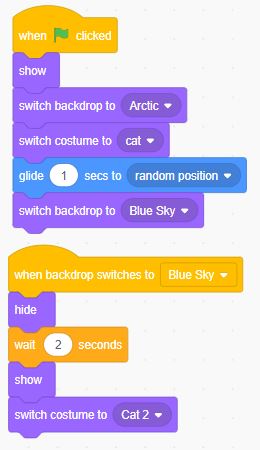 when clicked
show
switch backdrop to Arctic
switch costume to cat
glide 1 secs to random position
switch backdrop to Blue Sky
when backdrop switches to Blue Sky
hide
wait 2 seconds
show
switch costume to Cat 2